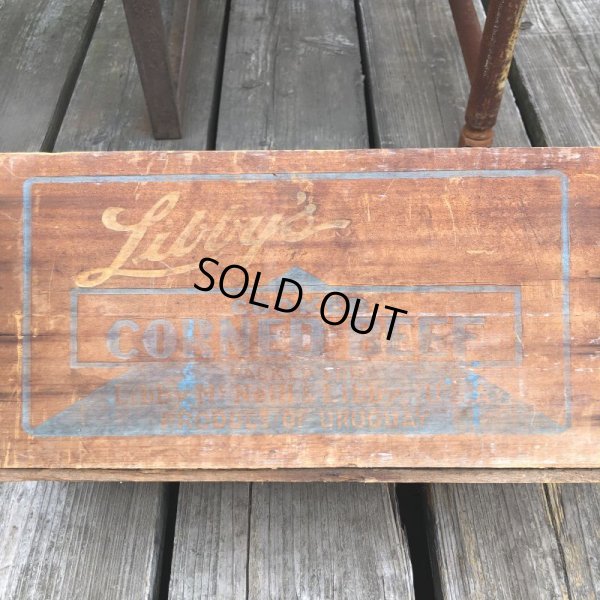 Libby's
SOLD OUT
CORNED BEEF
PRODUCT OF URUGUAY